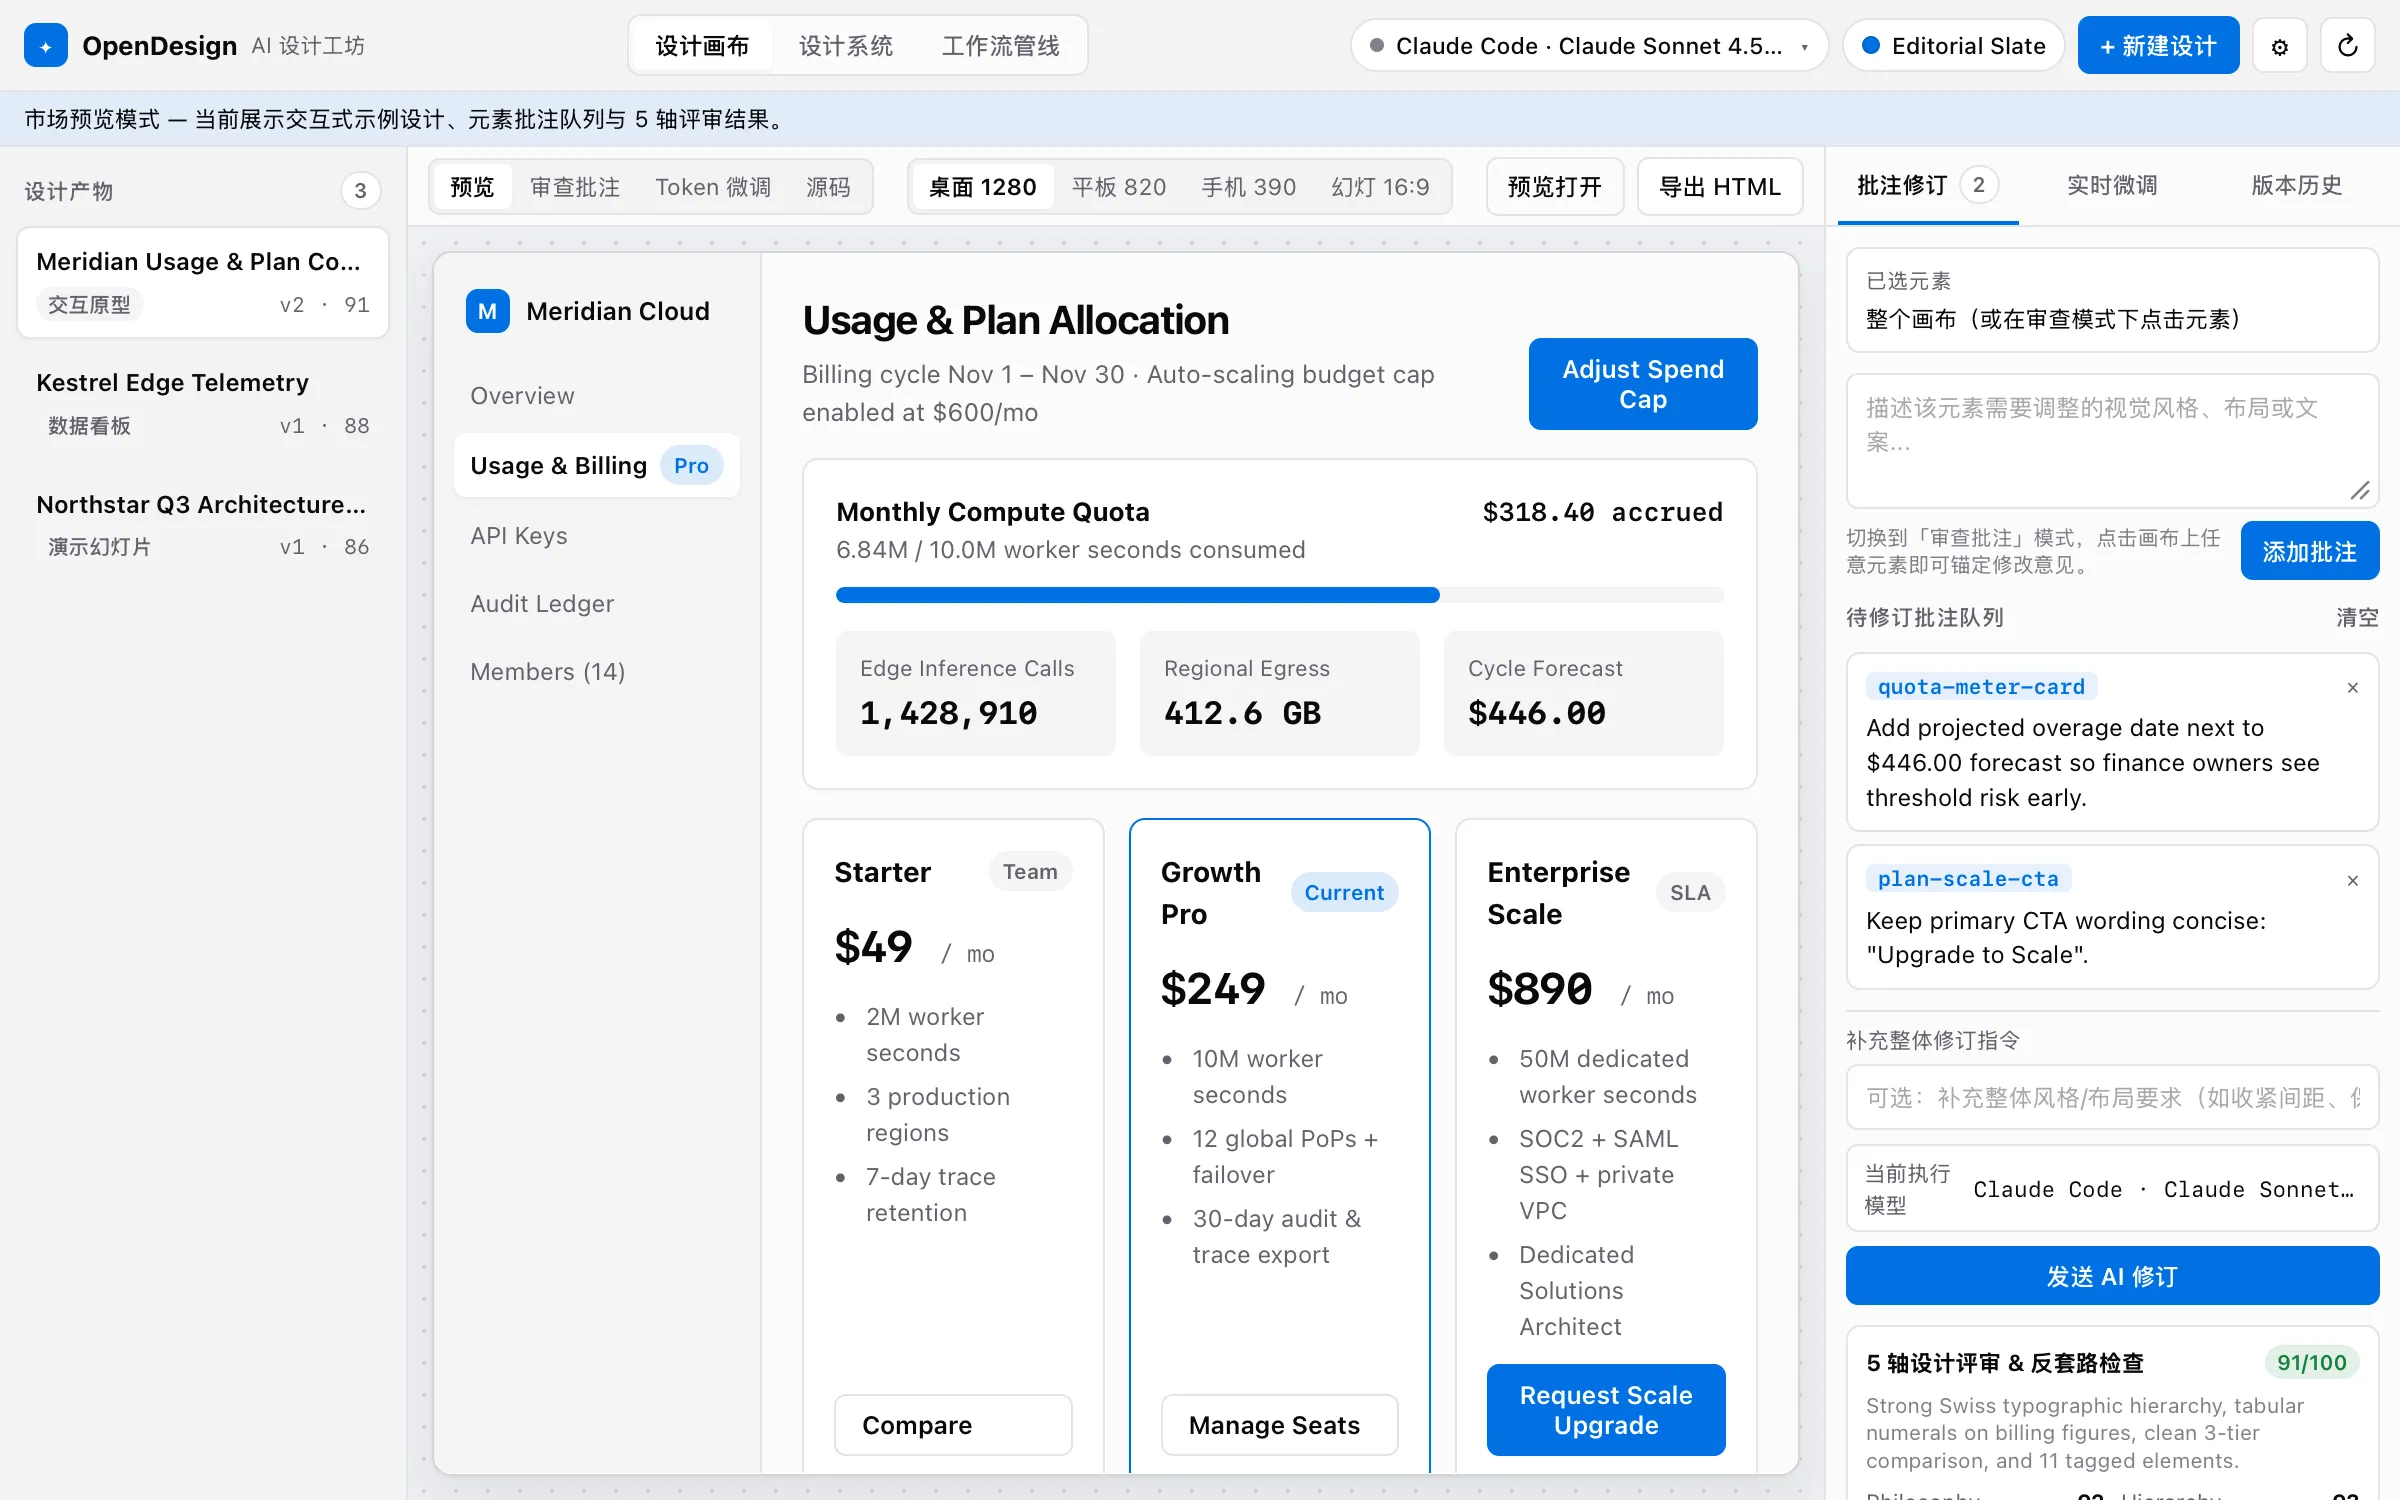 OpenDesign AI 设计工坊
设计画布 设计系统 工作流管线
Claude Code · Claude Sonnet 4.5...
Editorial Slate
+ 新建设计
市场预览模式 — 当前展示交互式示例设计、元素批注队列与 5 轴评审结果。
设计产物 3
Meridian Usage & Plan Co...
交互原型 v2 · 91
Kestrel Edge Telemetry
数据看板 v1 · 88
Northstar Q3 Architecture...
演示幻灯片 v1 · 86
预览 审查批注 Token 微调 源码
桌面 1280 平板 820 手机 390 幻灯 16:9
预览打开 导出 HTML
M Meridian Cloud
Overview
Usage & Billing Pro
API Keys
Audit Ledger
Members (14)
Usage & Plan Allocation
Billing cycle Nov 1 – Nov 30 · Auto-scaling budget cap
enabled at $600/mo
Adjust Spend
Cap
Monthly Compute Quota $318.40 accrued
6.84M / 10.0M worker seconds consumed
Edge Inference Calls
1,428,910
Regional Egress
412.6 GB
Cycle Forecast
$446.00
Starter Team
$49 / mo
• 2M worker
seconds
• 3 production
regions
• 7-day trace
retention
Compare
Growth
Pro
Current
$249 / mo
• 10M worker
seconds
• 12 global PoPs +
failover
• 30-day audit &
trace export
Manage Seats
Enterprise
Scale
SLA
$890 / mo
• 50M dedicated
worker seconds
• SOC2 + SAML
SSO + private
VPC
• Dedicated
Solutions
Architect
Request Scale
Upgrade
批注修订 2 实时微调 版本历史
已选元素
整个画布（或在审查模式下点击元素）
描述该元素需要调整的视觉风格、布局或文
案...
切换到「审查批注」模式，点击画布上任
意元素即可锚定修改意见。
添加批注
待修订批注队列 清空
quota-meter-card ×
Add projected overage date next to
$446.00 forecast so finance owners see
threshold risk early.
plan-scale-cta ×
Keep primary CTA wording concise:
"Upgrade to Scale".
补充整体修订指令
可选：补充整体风格/布局要求（如收紧间距、
当前执行
模型
Claude Code · Claude Sonnet…
发送 AI 修订
5 轴设计评审 & 反套路检查 91/100
Strong Swiss typographic hierarchy, tabular
numerals on billing figures, clean 3-tier
comparison, and 11 tagged elements.